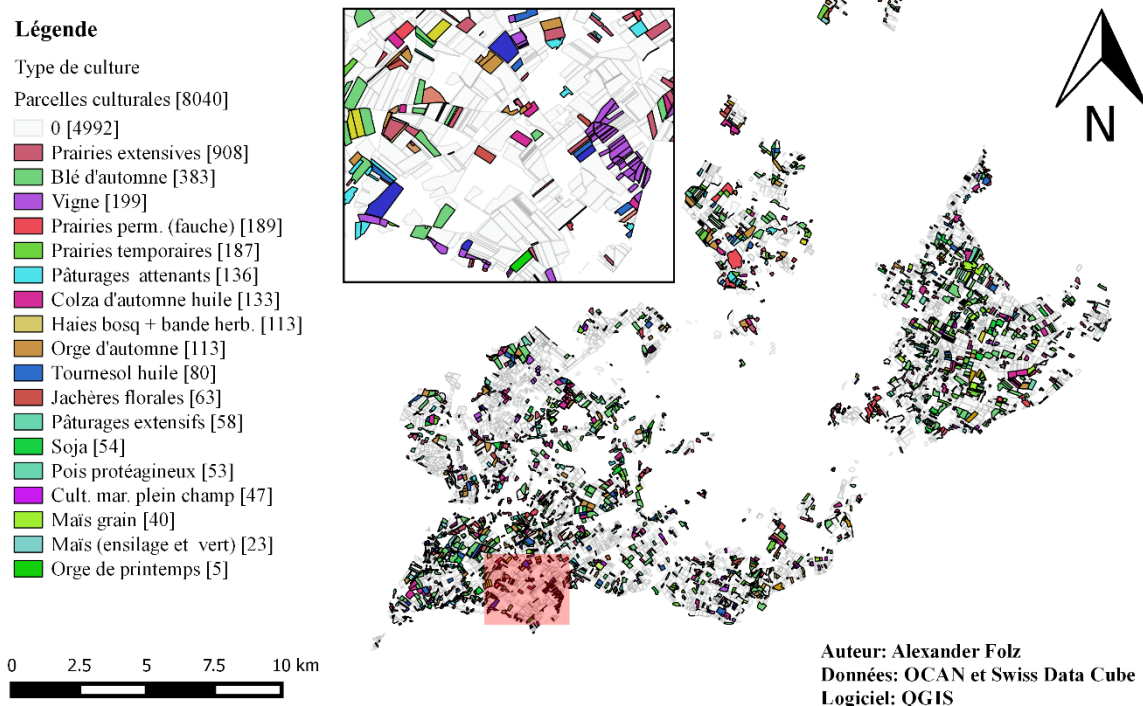 Légende
Type de culture
Parcelles culturales [8040]
0 [4992]
Prairies extensives [908]
Blé d'automne [383]
Vigne [199]
Prairies perm. (fauche) [189]
Prairies temporaires [187]
Pâturages attenants [136]
Colza d'automne huile [133]
Haies bosq + bande herb. [113]
Orge d'automne [113]
Tournesol huile [80]
Jachères florales [63]
Pâturages extensifs [58]
Soja [54]
Pois protéagineux [53]
Cult. mar. plein champ [47]
Maïs grain [40]
Maïs (ensilage et vert) [23]
Orge de printemps [5]
0 2.5 5 7.5 10 km
N
Auteur: Alexander Folz
Données: OCAN et Swiss Data Cube
Logiciel: QGIS